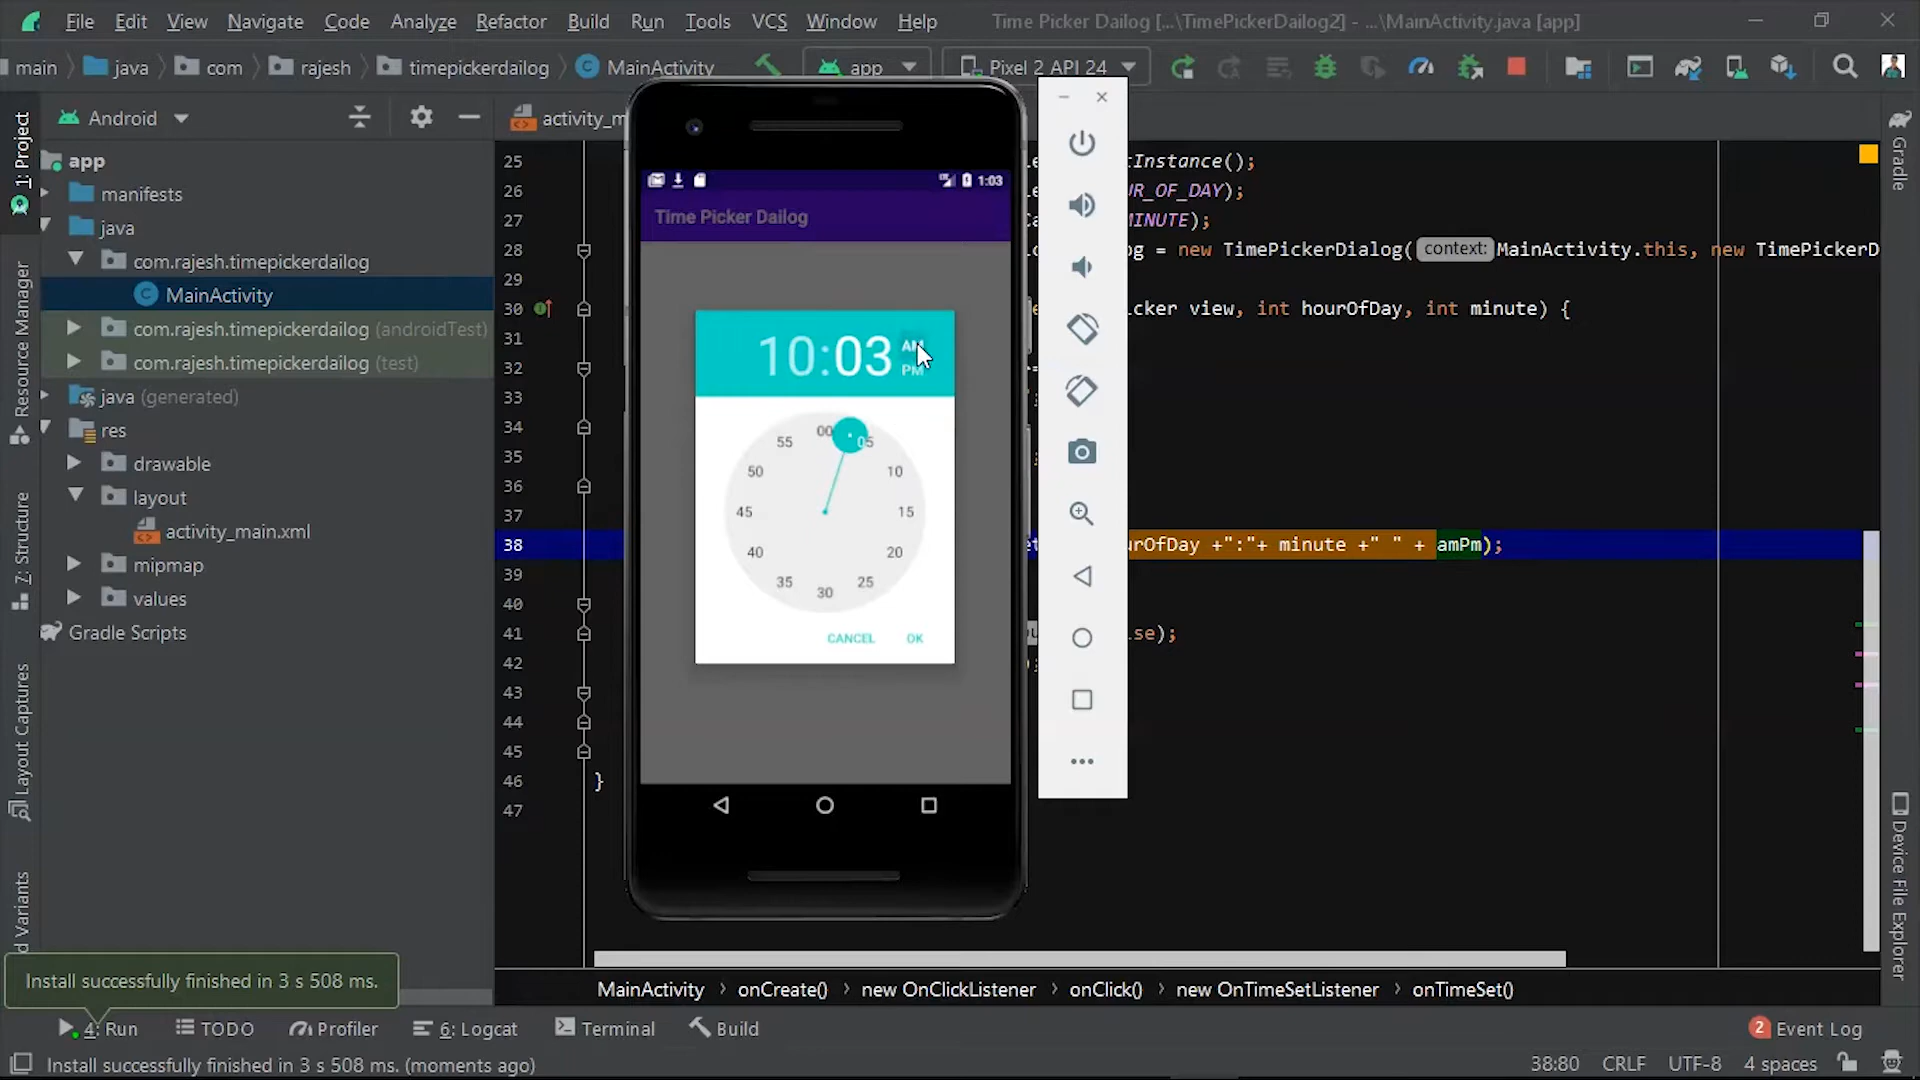 File Edit View Navigate Code Analyze Refactor Build Run Tools VCS Window Help Time Picker Dailog [...\TimePickerDailog2] - ...\MainActivity.java [app]
main java com rajesh timepickerdailog MainActivity app Pixel 2 API 24
Android
activity_m
1: Project
Resource Manager
7: Structure
Layout Captures
d Variants
app
manifests
java
com.rajesh.timepickerdailog
MainActivity
com.rajesh.timepickerdailog (androidTest)
com.rajesh.timepickerdailog (test)
java (generated)
res
drawable
layout
activity_main.xml
mipmap
values
Gradle Scripts
25 tInstance();
26 UR_OF_DAY);
27 MINUTE);
28 og = new TimePickerDialog( context: MainActivity.this, new TimePickerD
29
30 icker view, int hourOfDay, int minute) {
31
32
33
34
35
36
37
38 urOfDay +":"+ minute +" " + amPm);
39
40
41 lse);
42
43
44
45
46 }
47
1:03
Time Picker Dailog
10:03
AM
PM
00
05
10
15
20
25
30
35
40
45
50
55
CANCEL OK
Gradle
Device File Explorer
Install successfully finished in 3 s 508 ms.
MainActivity › onCreate() › new OnClickListener › onClick() › new OnTimeSetListener › onTimeSet()
4: Run TODO Profiler 6: Logcat Terminal Build 2 Event Log
Install successfully finished in 3 s 508 ms. (moments ago) 38:80 CRLF UTF-8 4 spaces